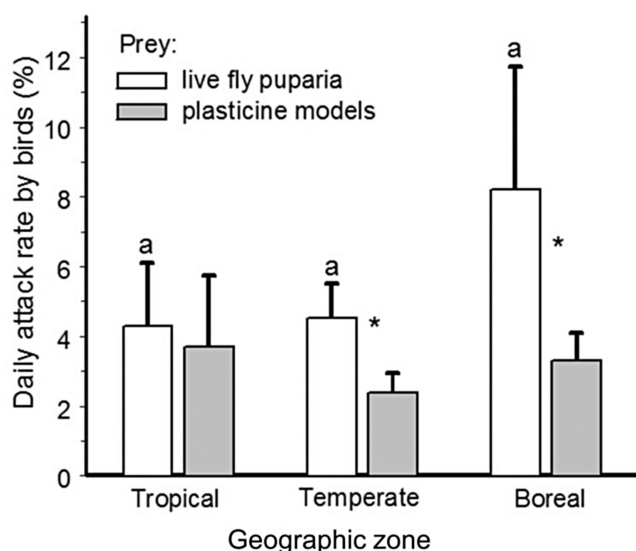 Prey:
live fly puparia
plasticine models
Daily attack rate by birds (%)
12
10
8
6
4
2
0
a
a
*
a
*
Tropical
Temperate
Boreal
Geographic zone